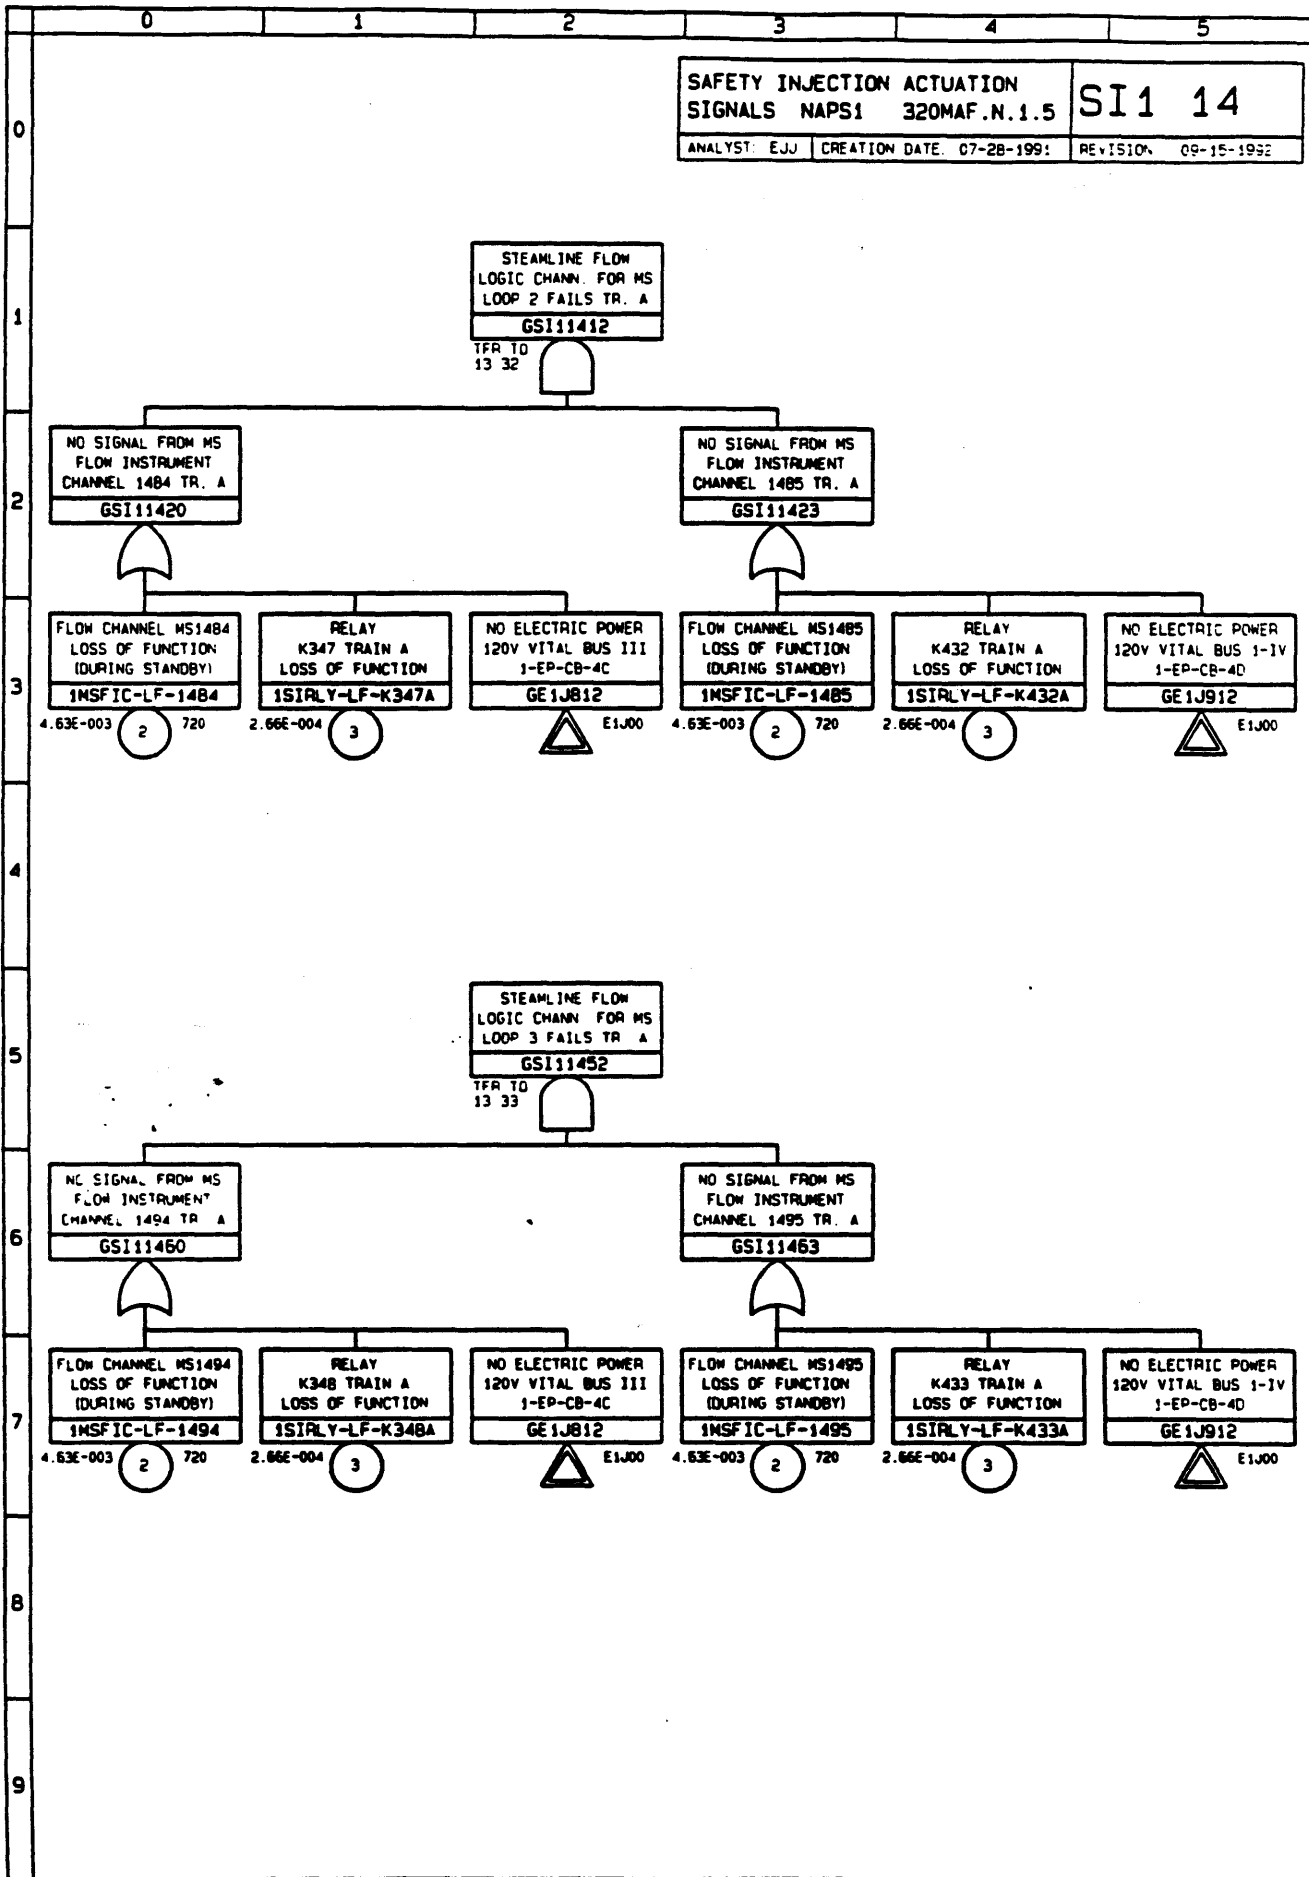 0 1 2 3 4 5
SAFETY INJECTION ACTUATION
SIGNALS NAPS1 320MAF.N.1.5
SI1 14
ANALYST: EJJ CREATION DATE: 07-28-1991 REVISION 09-15-1992
0
STEAMLINE FLOW
LOGIC CHANN. FOR MS
LOOP 2 FAILS TR. A
GSI11412
1
TFR TO
13 32
NO SIGNAL FROM MS
FLOW INSTRUMENT
CHANNEL 1484 TR. A
GSI11420
NO SIGNAL FROM MS
FLOW INSTRUMENT
CHANNEL 1485 TR. A
GSI11423
2
FLOW CHANNEL MS1484
LOSS OF FUNCTION
(DURING STANDBY)
1MSFIC-LF-1484
4.63E-003 2 720
RELAY
K347 TRAIN A
LOSS OF FUNCTION
1SIRLY-LF-K347A
2.66E-004 3
NO ELECTRIC POWER
120V VITAL BUS III
1-EP-CB-4C
GE1J812
E1J00
FLOW CHANNEL MS1485
LOSS OF FUNCTION
(DURING STANDBY)
1MSFIC-LF-1485
4.63E-003 2 720
RELAY
K432 TRAIN A
LOSS OF FUNCTION
1SIRLY-LF-K432A
2.66E-004 3
NO ELECTRIC POWER
120V VITAL BUS 1-IV
1-EP-CB-4D
GE1J912
E1J00
3
4
STEAMLINE FLOW
LOGIC CHANN FOR MS
LOOP 3 FAILS TR A
GSI11452
5
TFR TO
13 33
NO SIGNAL FROM MS
FLOW INSTRUMENT
CHANNEL 1494 TR A
GSI11460
NO SIGNAL FROM MS
FLOW INSTRUMENT
CHANNEL 1495 TR. A
GSI11463
6
FLOW CHANNEL MS1494
LOSS OF FUNCTION
(DURING STANDBY)
1MSFIC-LF-1494
4.63E-003 2 720
RELAY
K348 TRAIN A
LOSS OF FUNCTION
1SIRLY-LF-K348A
2.66E-004 3
NO ELECTRIC POWER
120V VITAL BUS III
1-EP-CB-4C
GE1J812
E1J00
FLOW CHANNEL MS1495
LOSS OF FUNCTION
(DURING STANDBY)
1MSFIC-LF-1495
4.63E-003 2 720
RELAY
K433 TRAIN A
LOSS OF FUNCTION
1SIRLY-LF-K433A
2.66E-004 3
NO ELECTRIC POWER
120V VITAL BUS 1-IV
1-EP-CB-4D
GE1J912
E1J00
7
8
9